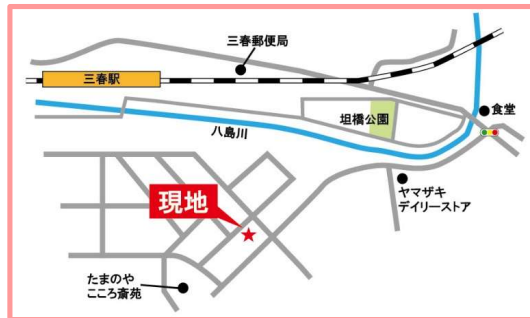 三春郵便局
三春駅
食堂
坦橋公園
八島川
ヤマザキ
デイリーストア
現地
たまのや
こころ斎苑